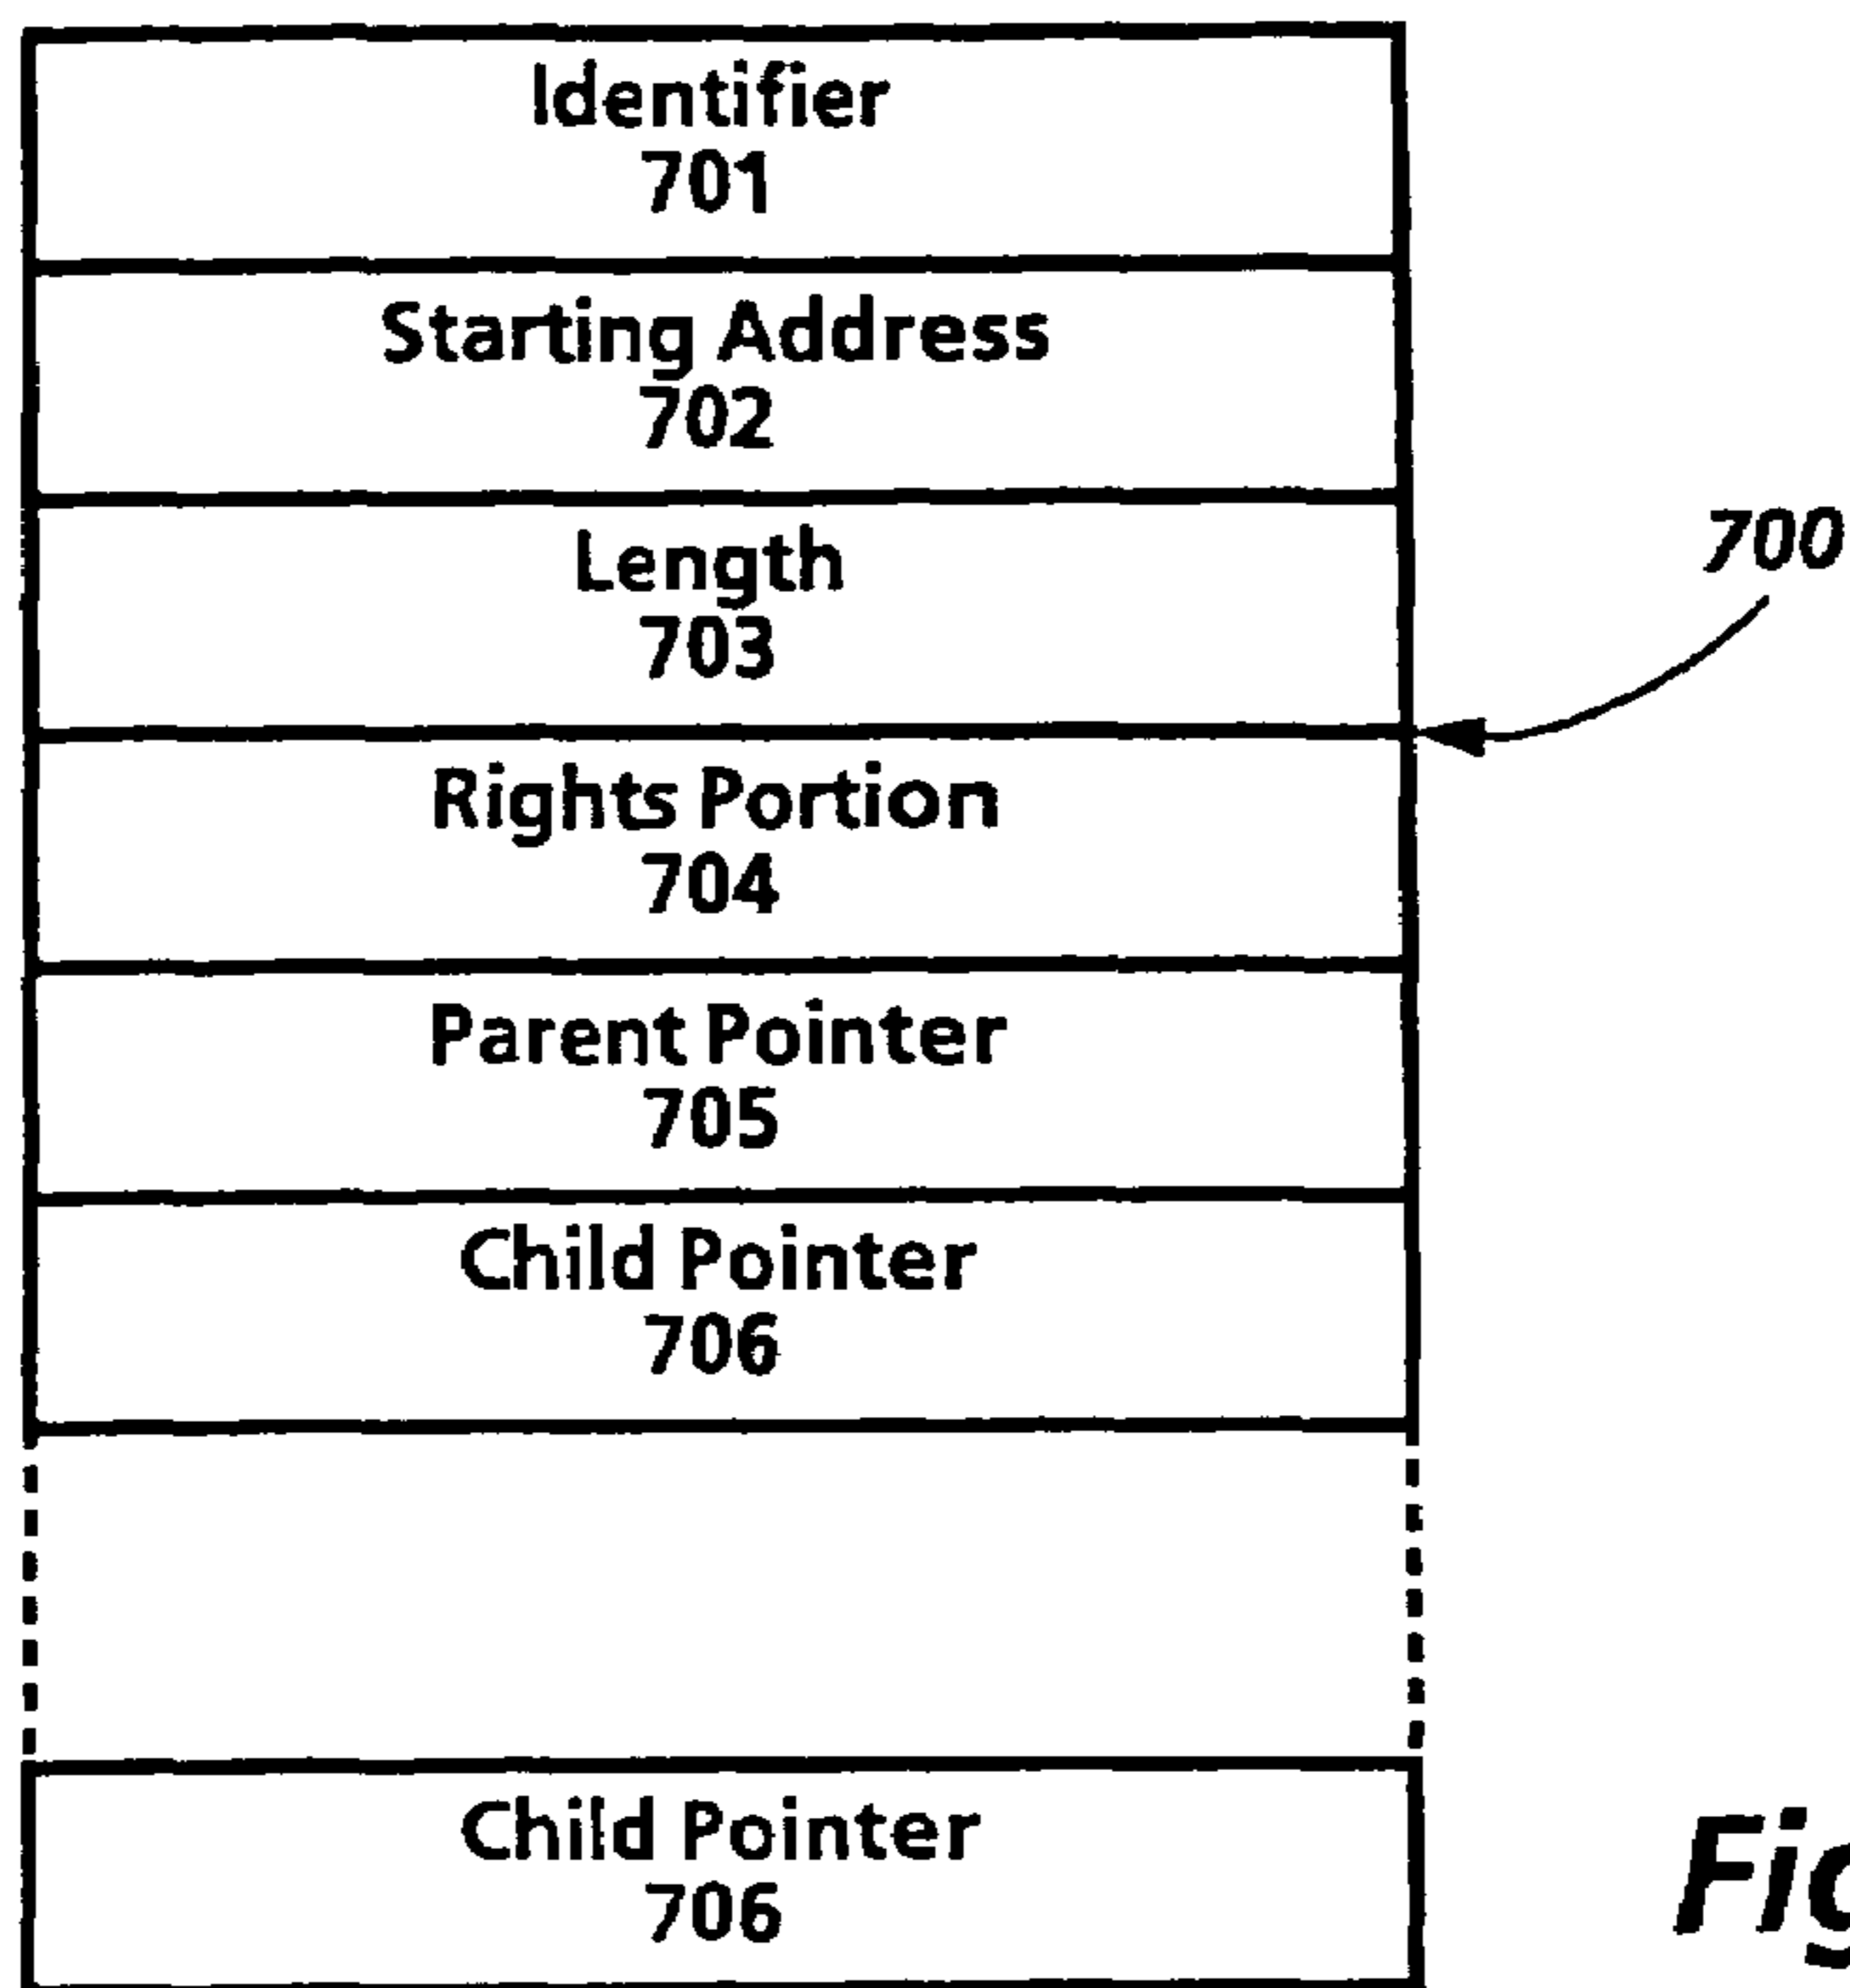 Identifier
701
Starting Address
702
Length
703
700
Rights Portion
704
Parent Pointer
705
Child Pointer
706
Child Pointer
706